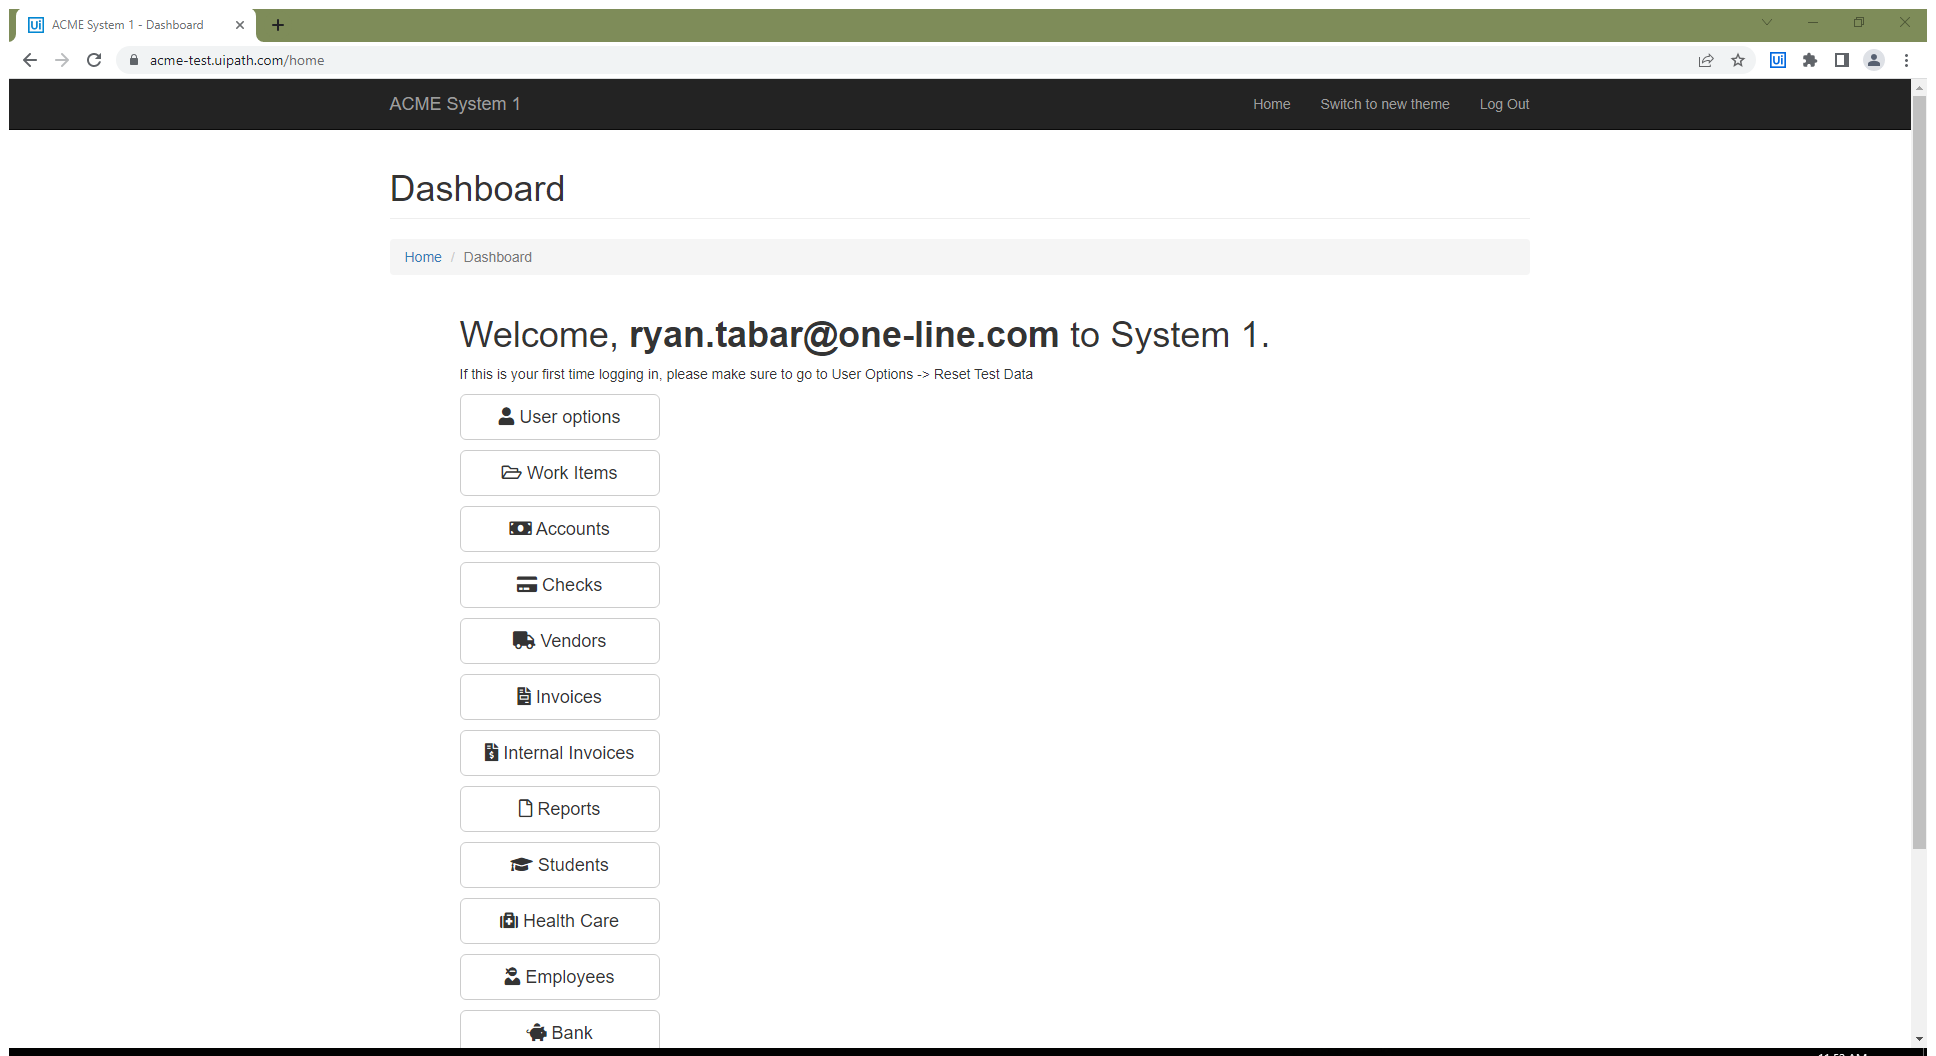 ACME System 1 - Dashboard
acme-test.uipath.com/home
ACME System 1 Home Switch to new theme Log Out
Dashboard
Home / Dashboard
Welcome, ryan.tabar@one-line.com to System 1.
If this is your first time logging in, please make sure to go to User Options -> Reset Test Data
User options
Work Items
Accounts
Checks
Vendors
Invoices
Internal Invoices
Reports
Students
Health Care
Employees
Bank